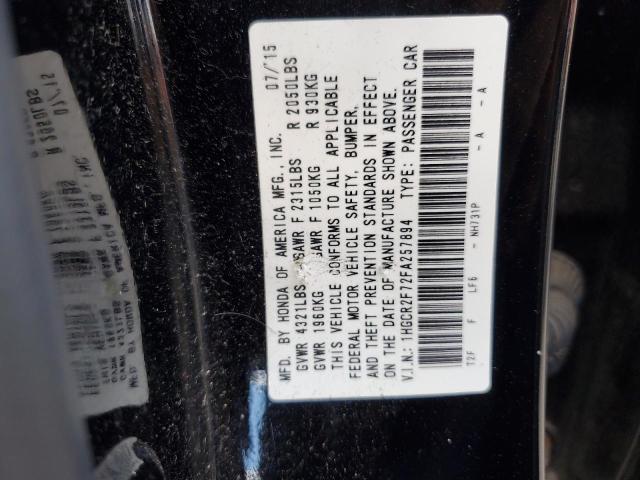 MFD. BY HONDA OF AMERICA MFG., INC. 07/'15
GVWR 4321LBS GAWR F 2315LBS R 2050LBS
GVWR 1960KG GAWR F 1050KG R 930KG
THIS VEHICLE CONFORMS TO ALL APPLICABLE
FEDERAL MOTOR VEHICLE SAFETY, BUMPER,
AND THEFT PREVENTION STANDARDS IN EFFECT
ON THE DATE OF MANUFACTURE SHOWN ABOVE.
V.I.N.: 1HGCR2F72FA257894 TYPE: PASSENGER CAR
T2F F LF6 - NH731P - A - A